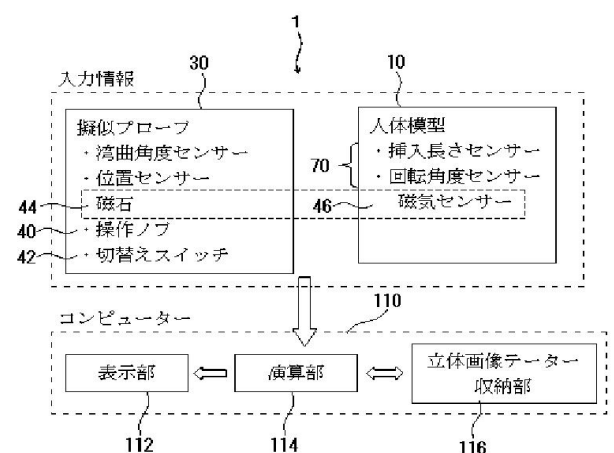 1
入力情報
30
10
擬似プローブ
・湾曲角度センサー
・位置センサー
44
磁石
40
・操作ノブ
42
・切替えスイッチ
人体模型
70
・挿入長さセンサー
・回転角度センサー
46
磁気センサー
コンピューター
110
表示部
演算部
立体画像データー
収納部
112
114
116